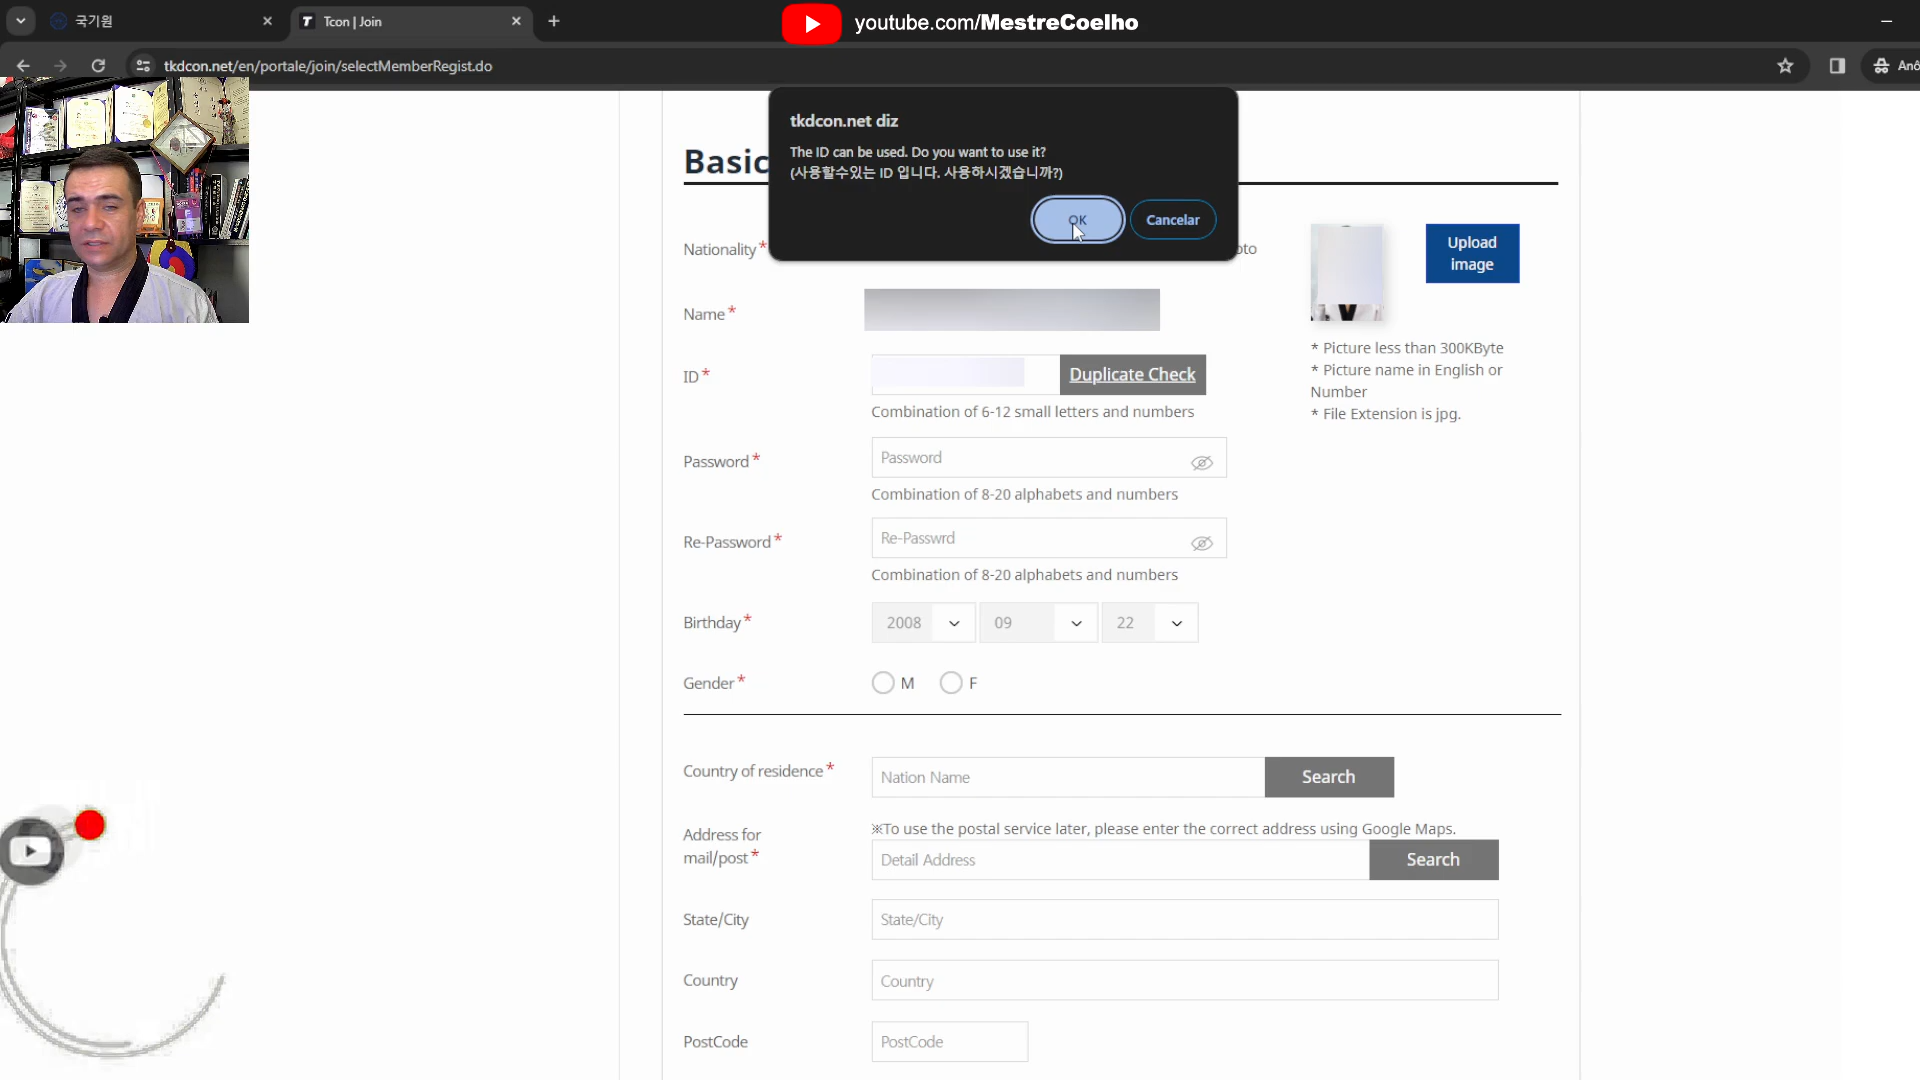 국기원
Tcon | Join
youtube.com/MestreCoelho
tkdcon.net/en/portale/join/selectMemberRegist.do
Anô
tkdcon.net diz
The ID can be used. Do you want to use it?
(사용할수있는 ID 입니다. 사용하시겠습니까?)
OK
Cancelar
Basic
Nationality*
oto
Upload
image
Name*
ID*
Duplicate Check
Combination of 6-12 small letters and numbers
* Picture less than 300KByte
* Picture name in English or
Number
* File Extension is jpg.
Password*
Password
Combination of 8-20 alphabets and numbers
Re-Password*
Re-Passwrd
Combination of 8-20 alphabets and numbers
Birthday*
2008
09
22
Gender*
M
F
Country of residence*
Nation Name
Search
※To use the postal service later, please enter the correct address using Google Maps.
Address for
mail/post*
Detail Address
Search
State/City
State/City
Country
Country
PostCode
PostCode